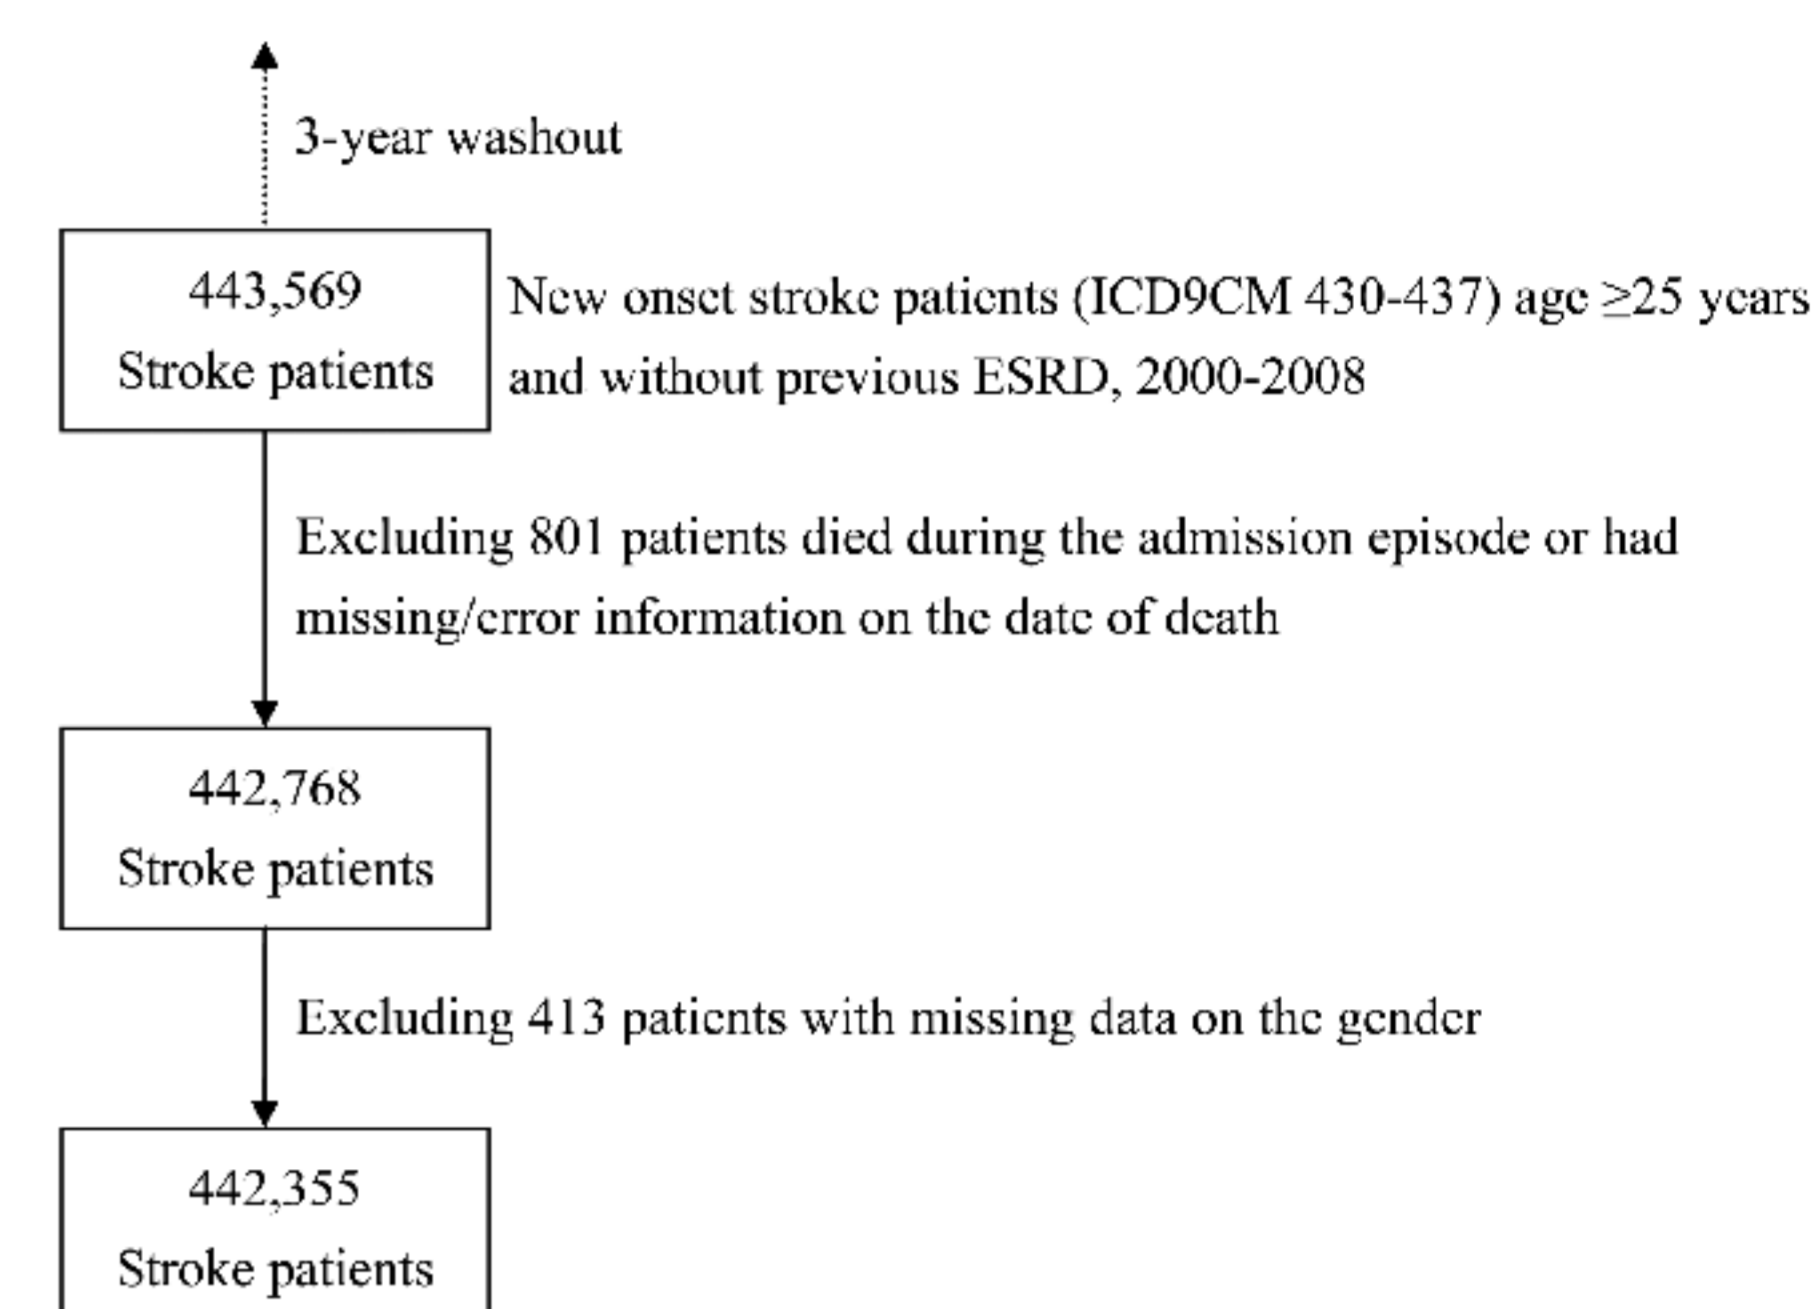 3-year washout
443,569
Stroke patients
New onset stroke patients (ICD9CM 430-437) age ≥25 years
and without previous ESRD, 2000-2008
Excluding 801 patients died during the admission episode or had
missing/error information on the date of death
442,768
Stroke patients
Excluding 413 patients with missing data on the gender
442,355
Stroke patients